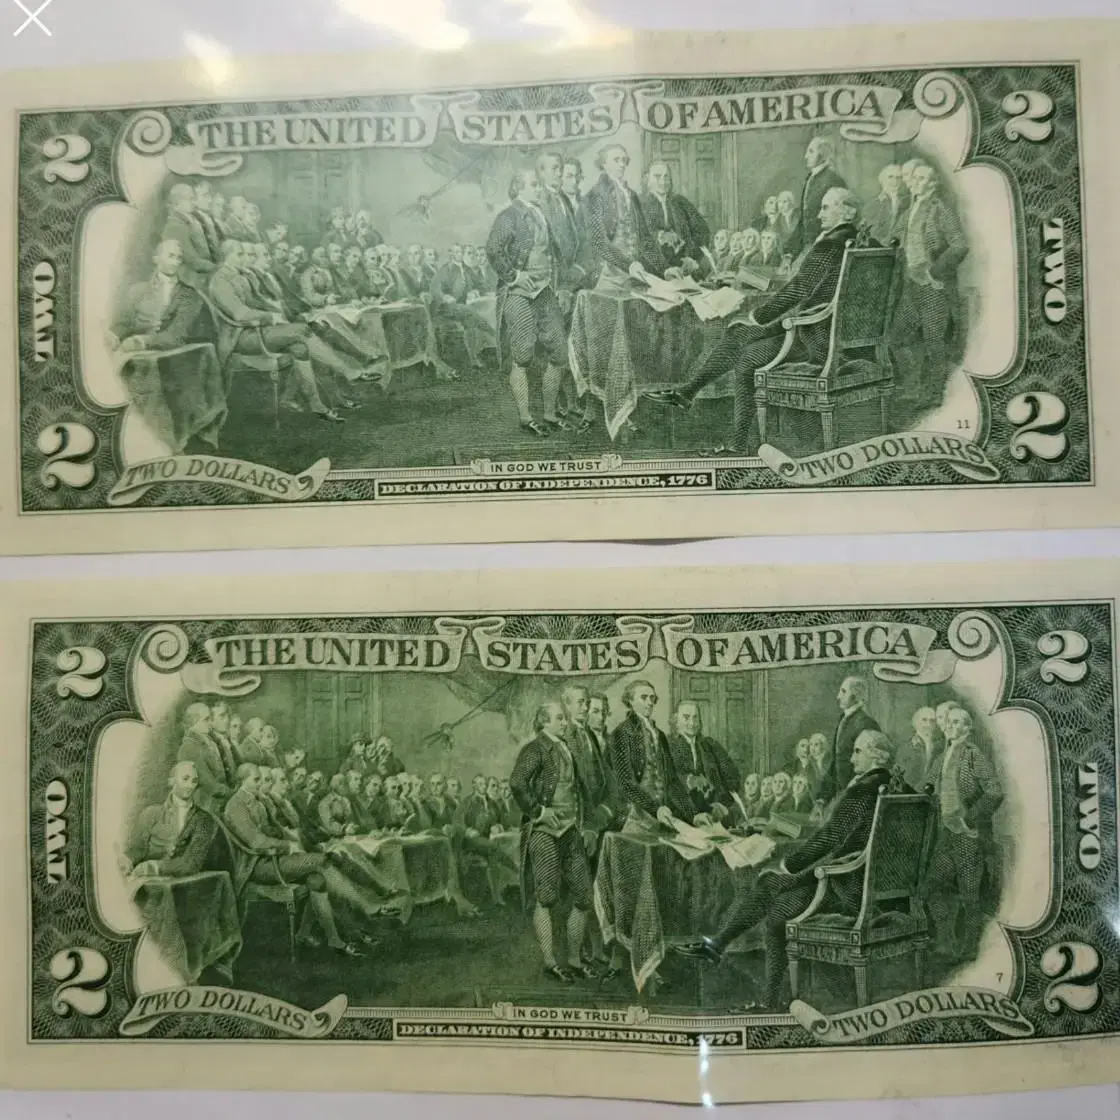 THE UNITED STATES OF AMERICA
2 2
TWO TWO
11
2 2
TWO DOLLARS IN GOD WE TRUST TWO DOLLARS
DECLARATION OF INDEPENDENCE, 1776
THE UNITED STATES OF AMERICA
2 2
TWO TWO
7
2 2
TWO DOLLARS IN GOD WE TRUST TWO DOLLARS
DECLARATION OF INDEPENDENCE, 1776